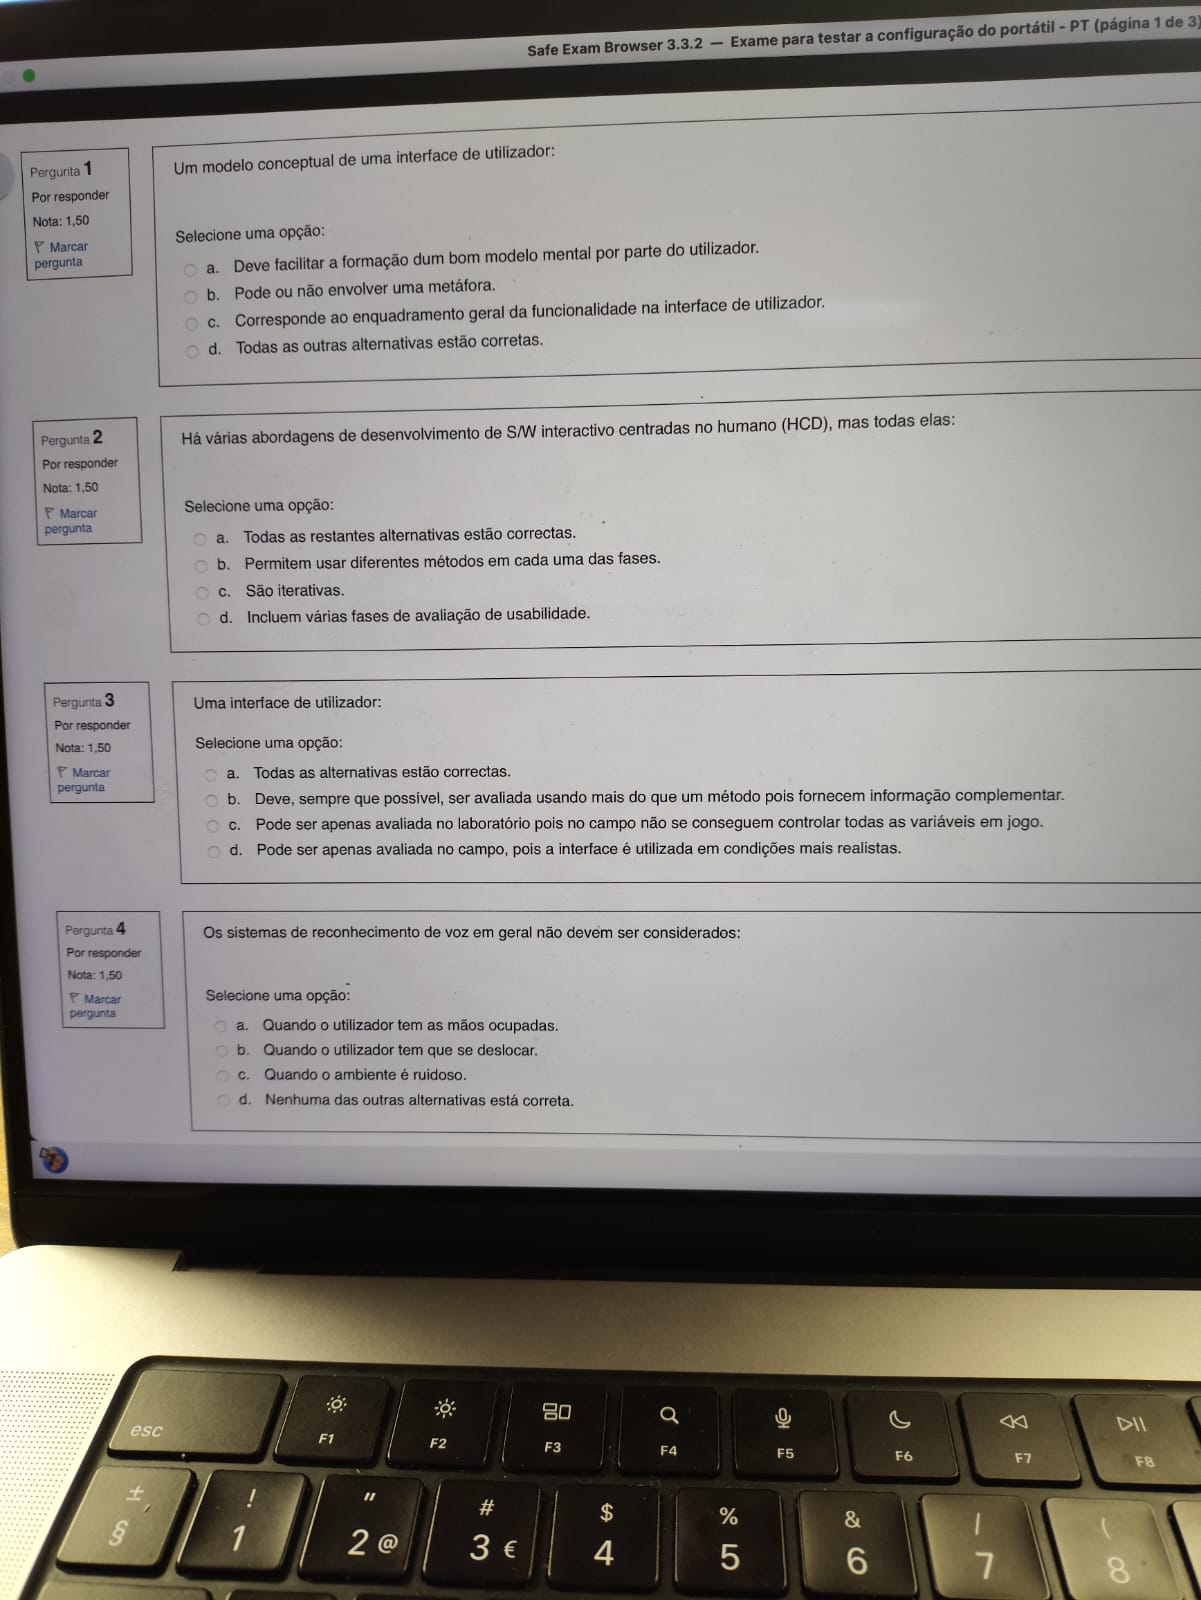 Safe Exam Browser 3.3.2 — Exame para testar a configuração do portátil - PT (página 1 de 3)
Pergunta 1
Por responder
Nota: 1,50
Marcar
pergunta
Um modelo conceptual de uma interface de utilizador:
Selecione uma opção:
a. Deve facilitar a formação dum bom modelo mental por parte do utilizador.
b. Pode ou não envolver uma metáfora.
c. Corresponde ao enquadramento geral da funcionalidade na interface de utilizador.
d. Todas as outras alternativas estão corretas.
Pergunta 2
Por responder
Nota: 1,50
Marcar
pergunta
Há várias abordagens de desenvolvimento de S/W interactivo centradas no humano (HCD), mas todas elas:
Selecione uma opção:
a. Todas as restantes alternativas estão correctas.
b. Permitem usar diferentes métodos em cada uma das fases.
c. São iterativas.
d. Incluem várias fases de avaliação de usabilidade.
Pergunta 3
Por responder
Nota: 1,50
Marcar
pergunta
Uma interface de utilizador:
Selecione uma opção:
a. Todas as alternativas estão correctas.
b. Deve, sempre que possível, ser avaliada usando mais do que um método pois fornecem informação complementar.
c. Pode ser apenas avaliada no laboratório pois no campo não se conseguem controlar todas as variáveis em jogo.
d. Pode ser apenas avaliada no campo, pois a interface é utilizada em condições mais realistas.
Pergunta 4
Por responder
Nota: 1,50
Marcar
pergunta
Os sistemas de reconhecimento de voz em geral não devem ser considerados:
Selecione uma opção:
a. Quando o utilizador tem as mãos ocupadas.
b. Quando o utilizador tem que se deslocar.
c. Quando o ambiente é ruidoso.
d. Nenhuma das outras alternativas está correta.
esc F1 F2 F3 F4 F5 F6 F7 F8
± ! " # $ % & / (
§ 1 2 @ 3 € 4 5 6 7 8